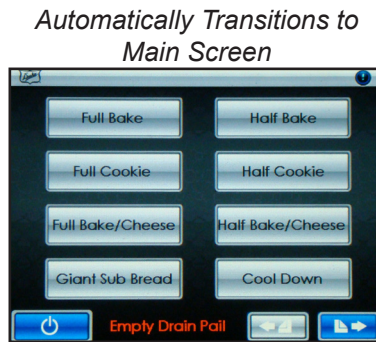 Automatically Transitions to
Main Screen
Full Bake
Half Bake
Full Cookie
Half Cookie
Full Bake/Cheese
Half Bake/Cheese
Giant Sub Bread
Cool Down
Empty Drain Pail